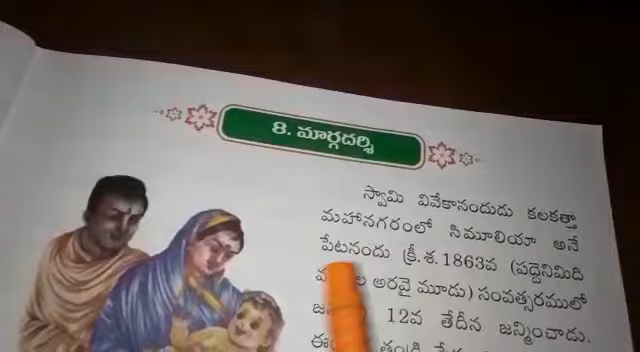 8. మార్గదర్శి
స్వామి వివేకానందుడు కలకత్తా
మహానగరంలో సిమూలియా అనే
పేటనందు క్రీ.శ.1863వ (పద్దెనిమిది
అరవై మూడు) సంవత్సరములో
12వ తేదీన జన్మించాడు.
తండ్రి